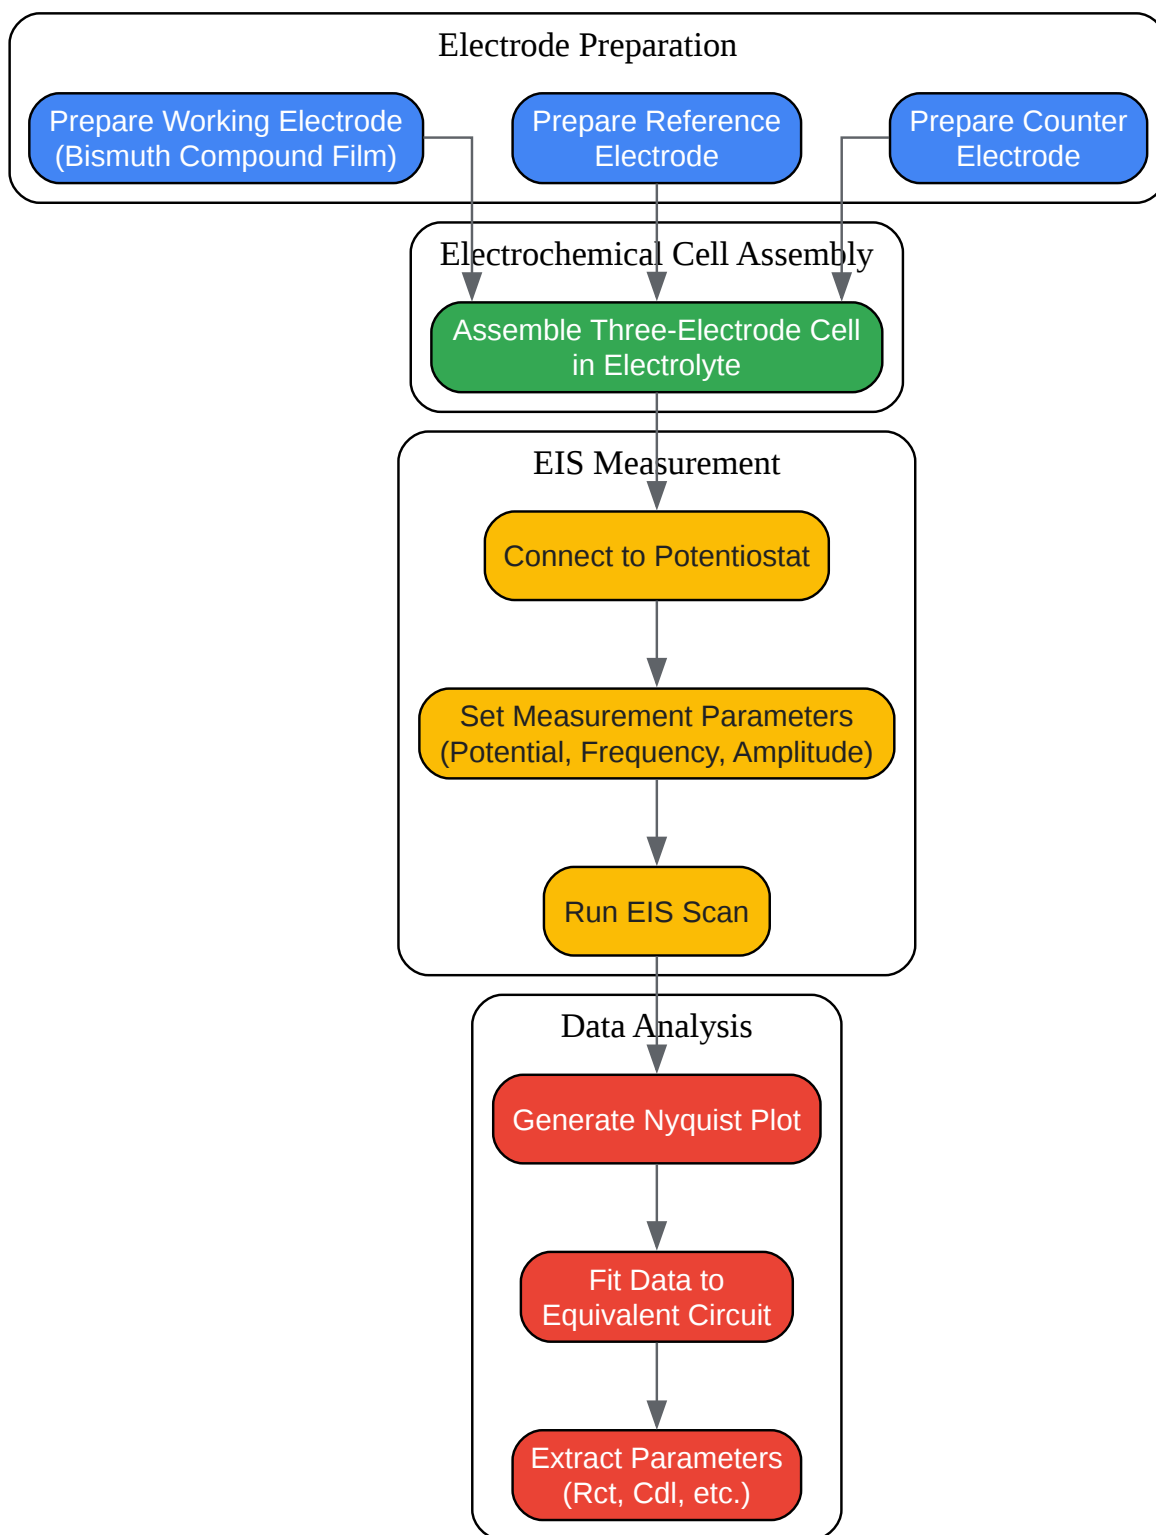 Electrode Preparation
Prepare Working Electrode
(Bismuth Compound Film)
Prepare Reference
Electrode
Prepare Counter
Electrode
Electrochemical Cell Assembly
Assemble Three-Electrode Cell
in Electrolyte
EIS Measurement
Connect to Potentiostat
Set Measurement Parameters
(Potential, Frequency, Amplitude)
Run EIS Scan
Data Analysis
Generate Nyquist Plot
Fit Data to
Equivalent Circuit
Extract Parameters
(Rct, Cdl, etc.)